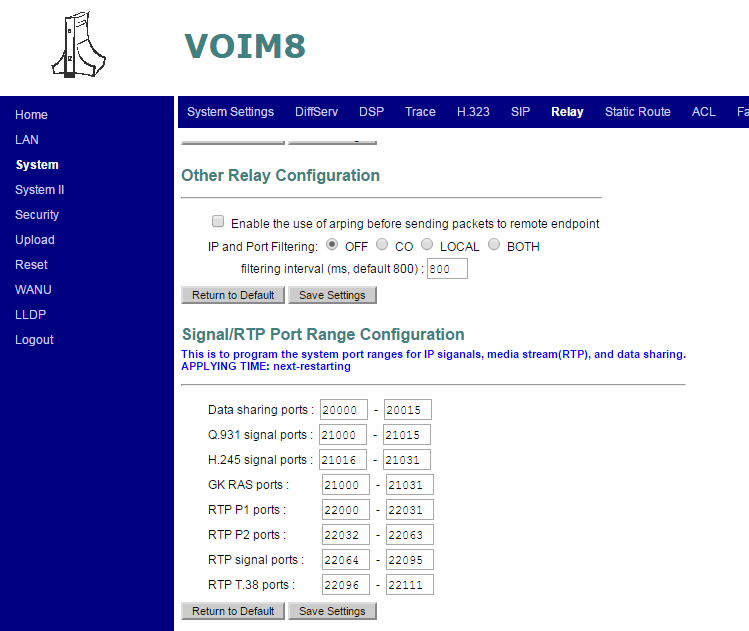 VOIM8
System Settings DiffServ DSP Trace H.323 SIP Relay Static Route ACL Fa
Home
LAN
System
System II
Security
Upload
Reset
WANU
LLDP
Logout
Other Relay Configuration
Enable the use of arping before sending packets to remote endpoint
IP and Port Filtering: OFF CO LOCAL BOTH
filtering interval (ms, default 800) : 800
Return to Default Save Settings
Signal/RTP Port Range Configuration
This is to program the system port ranges for IP siganals, media stream(RTP), and data sharing.
APPLYING TIME: next-restarting
Data sharing ports : 20000 - 20015
Q.931 signal ports : 21000 - 21015
H.245 signal ports : 21016 - 21031
GK RAS ports : 21000 - 21031
RTP P1 ports : 22000 - 22031
RTP P2 ports : 22032 - 22063
RTP signal ports : 22064 - 22095
RTP T.38 ports : 22096 - 22111
Return to Default Save Settings